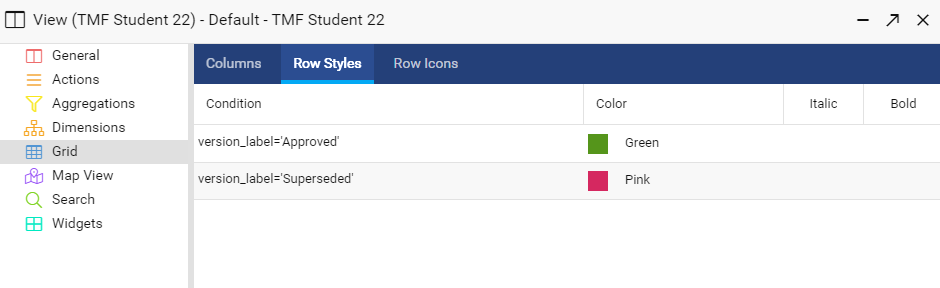 View (TMF Student 22) - Default - TMF Student 22
General
Actions
Aggregations
Dimensions
Grid
Map View
Search
Widgets
Columns Row Styles Row Icons
Condition Color Italic Bold
version_label='Approved' Green
version_label='Superseded' Pink